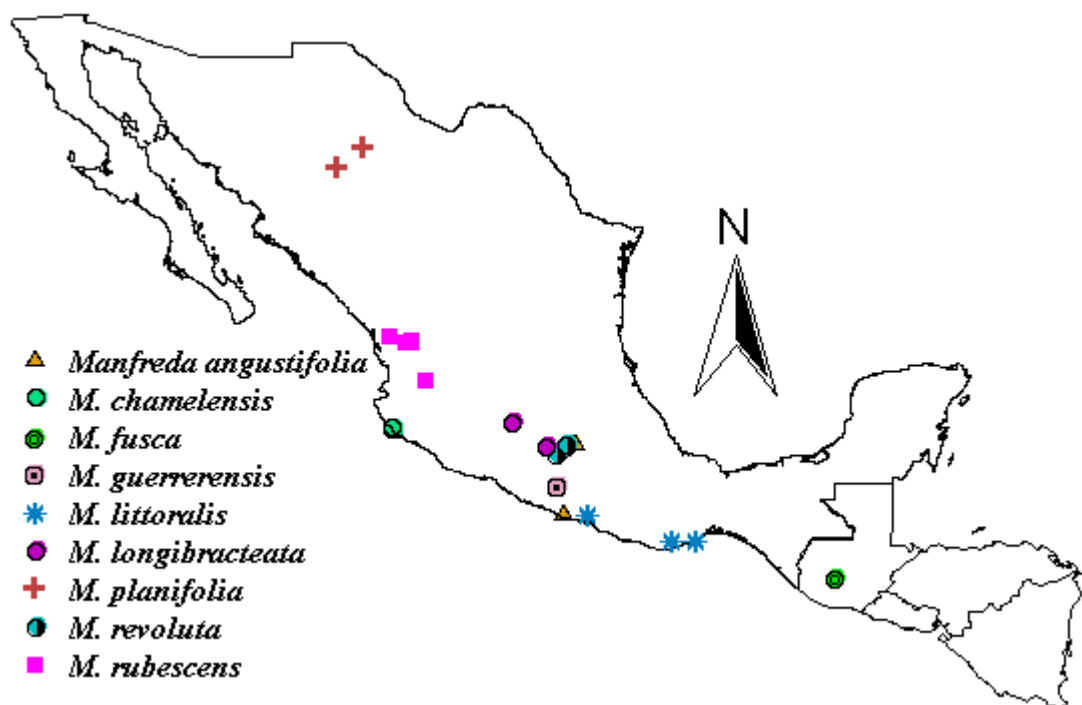 N
Manfreda angustifolia
M. chamelensis
M. fusca
M. guerrerensis
M. littoralis
M. longibracteata
M. planifolia
M. revoluta
M. rubescens